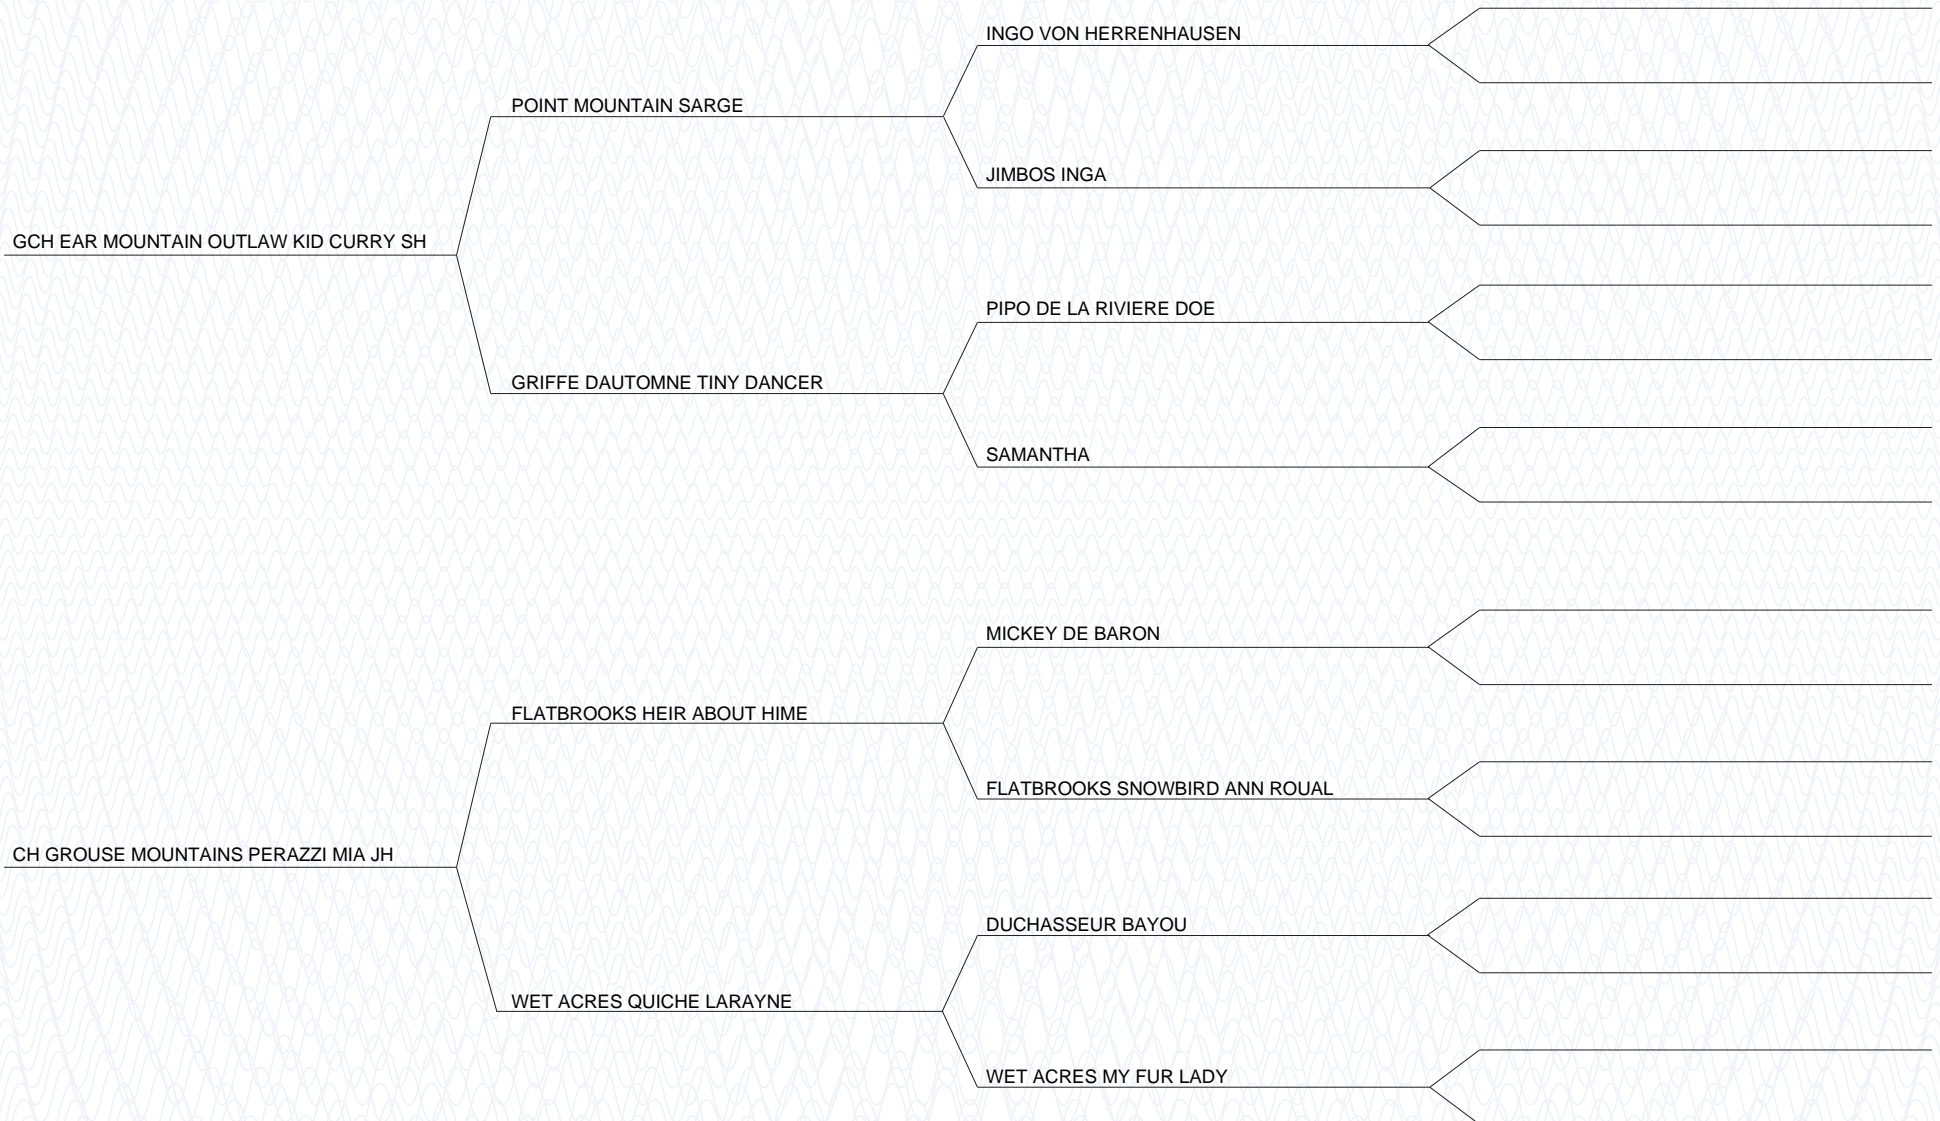 INGO VON HERRENHAUSEN
POINT MOUNTAIN SARGE
JIMBOS INGA
GCH EAR MOUNTAIN OUTLAW KID CURRY SH
PIPO DE LA RIVIERE DOE
GRIFFE DAUTOMNE TINY DANCER
SAMANTHA
MICKEY DE BARON
FLATBROOKS HEIR ABOUT HIME
FLATBROOKS SNOWBIRD ANN ROUAL
CH GROUSE MOUNTAINS PERAZZI MIA JH
DUCHASSEUR BAYOU
WET ACRES QUICHE LARAYNE
WET ACRES MY FUR LADY